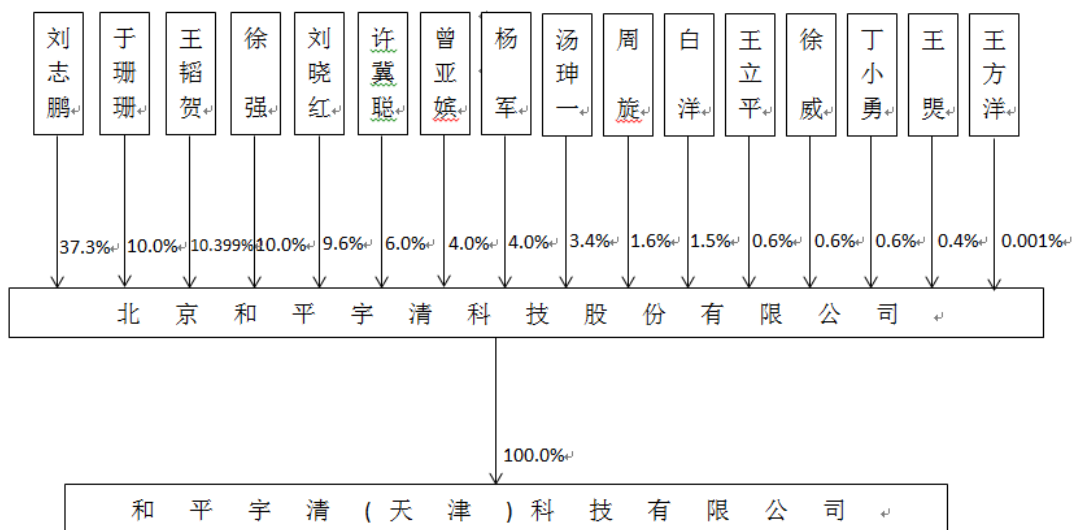 刘志鹏
于珊珊
王韬贺
徐强
刘晓红
许冀聪
曾亚嫔
杨军
汤珅一
周旋
白洋
王立平
徐威
丁小勇
王煚
王方洋
37.3%
10.0%
10.399%
10.0%
9.6%
6.0%
4.0%
4.0%
3.4%
1.6%
1.5%
0.6%
0.6%
0.6%
0.4%
0.001%
北京和平宇清科技股份有限公司
100.0%
和平宇清(天津)科技有限公司